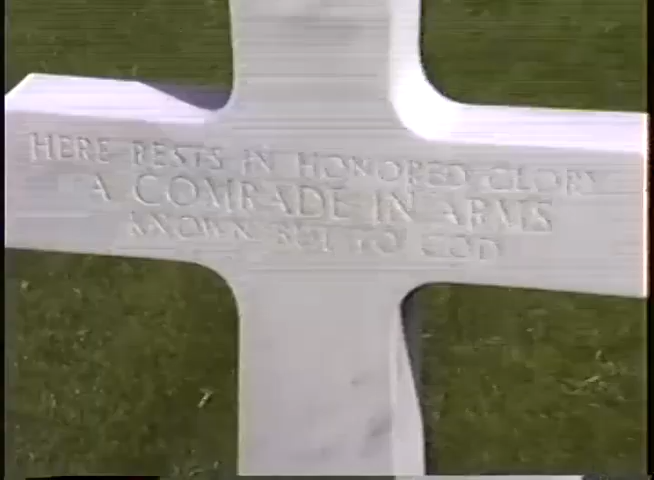 HERE RESTS IN HONORED GLORY
A COMRADE IN ARMS
KNOWN BUT TO GOD